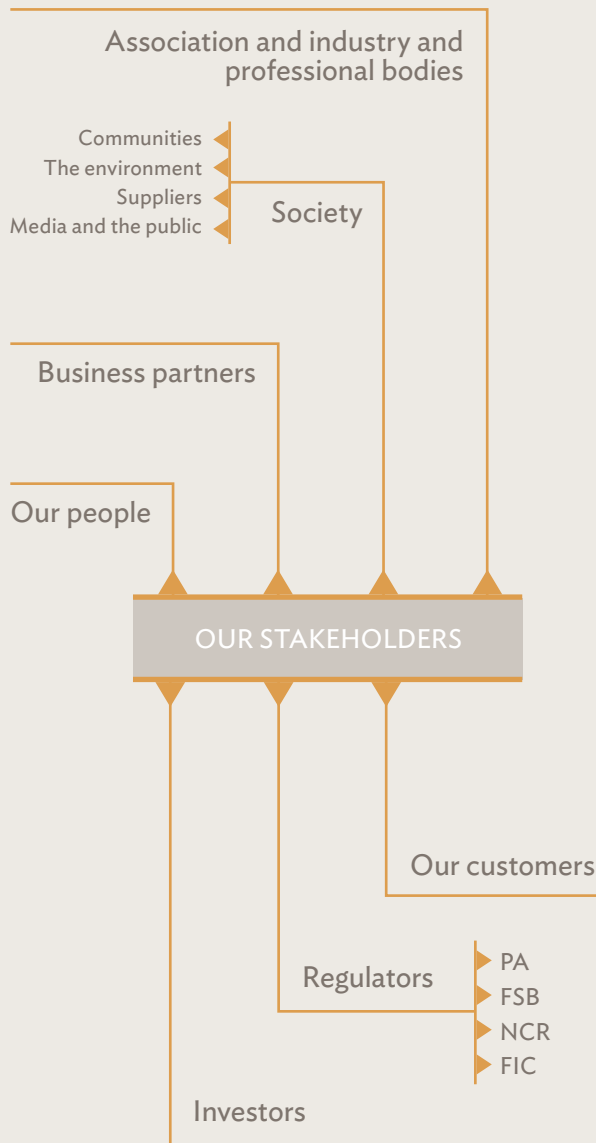 Association and industry and
professional bodies
Communities
The environment
Suppliers
Media and the public
Society
Business partners
Our people
OUR STAKEHOLDERS
Our customers
Regulators
PA
FSB
NCR
FIC
Investors